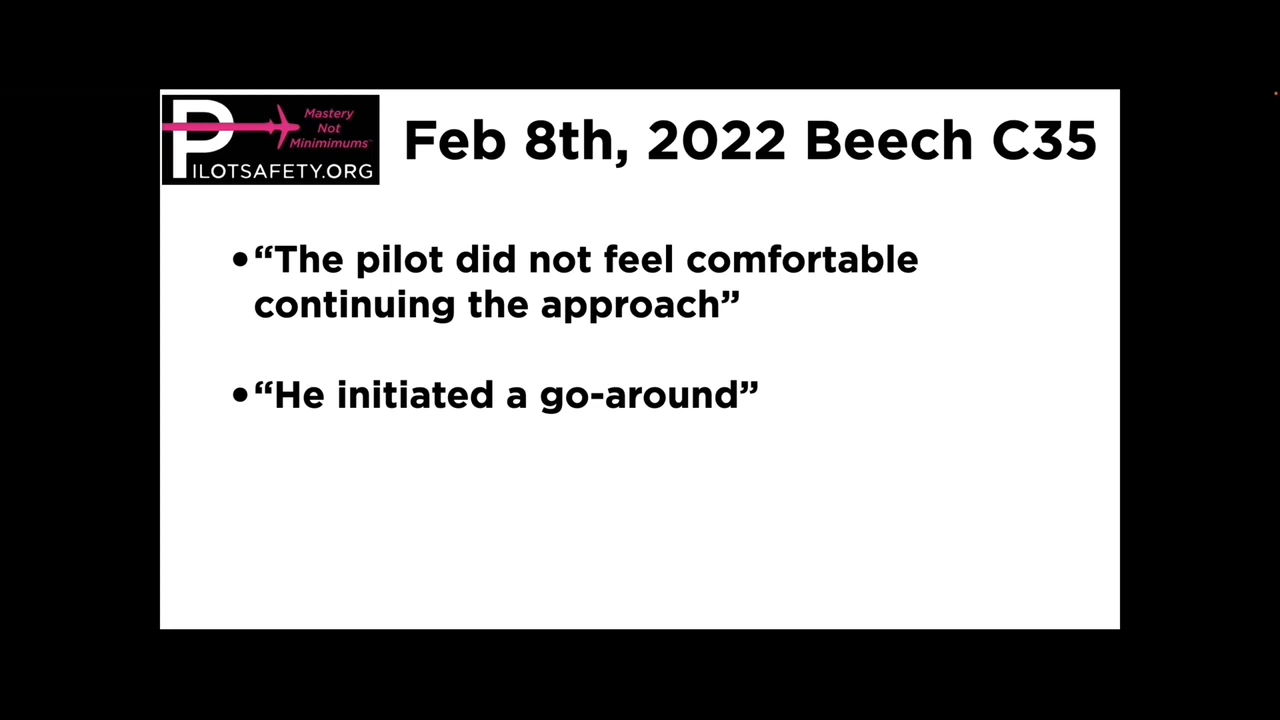 Mastery
Not
Minimimums™
PILOTSAFETY.ORG
Feb 8th, 2022 Beech C35
•“The pilot did not feel comfortable
continuing the approach”
•“He initiated a go-around”